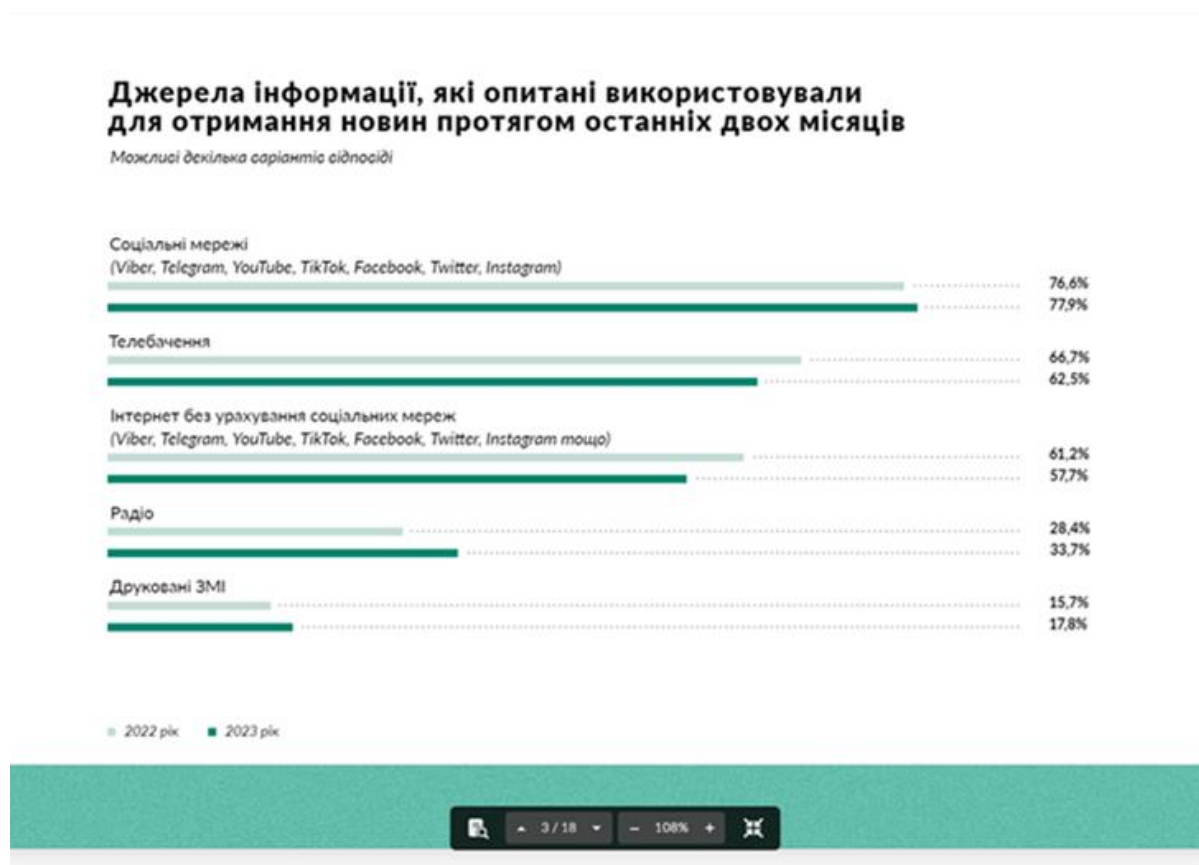 Джерела інформації, які опитані використовували
для отримання новин протягом останніх двох місяців
Можливі декілька варіантів відповіді
Соціальні мережі
(Viber, Telegram, YouTube, TikTok, Facebook, Twitter, Instagram)
76,6%
77,9%
Телебачення
66,7%
62,5%
Інтернет без урахування соціальних мереж
(Viber, Telegram, YouTube, TikTok, Facebook, Twitter, Instagram тощо)
61,2%
57,7%
Радіо
28,4%
33,7%
Друковані ЗМІ
15,7%
17,8%
2022 рік 2023 рік
3 / 18 − 108% +